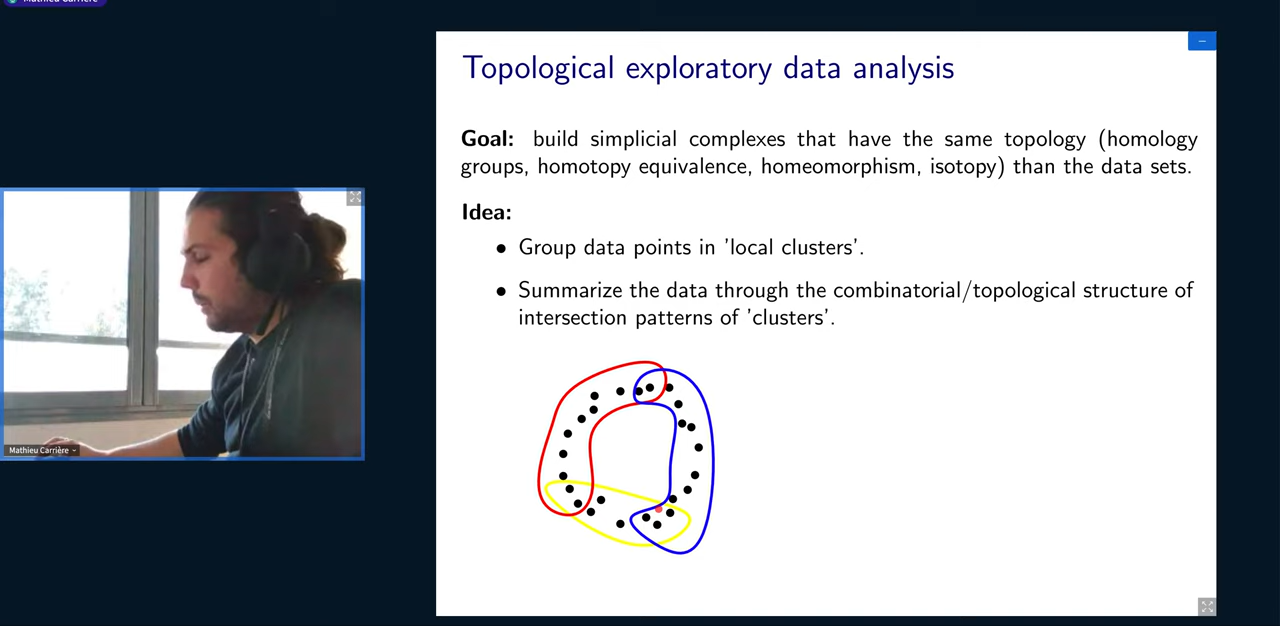 Mathieu Carrière
Topological exploratory data analysis
Goal: build simplicial complexes that have the same topology (homology
groups, homotopy equivalence, homeomorphism, isotopy) than the data sets.
Idea:
• Group data points in 'local clusters'.
• Summarize the data through the combinatorial/topological structure of
intersection patterns of 'clusters'.
Mathieu Carrière